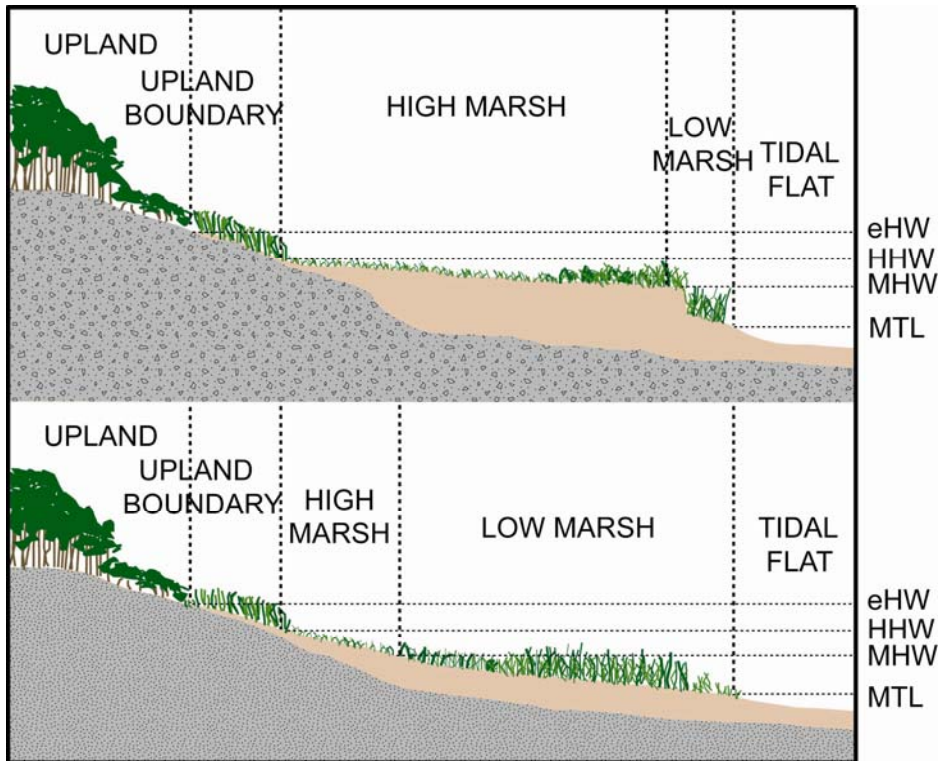 UPLAND
UPLAND
BOUNDARY
HIGH MARSH
LOW
MARSH
TIDAL
FLAT
eHW
HHW
MHW
MTL
UPLAND
UPLAND
BOUNDARY
HIGH
MARSH
LOW MARSH
TIDAL
FLAT
eHW
HHW
MHW
MTL